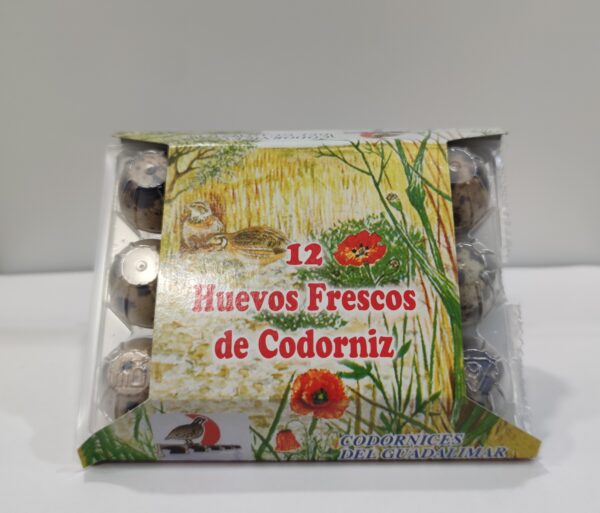 12
Huevos Frescos
de Codorniz
CODORNICES
DEL GUADALIMAR